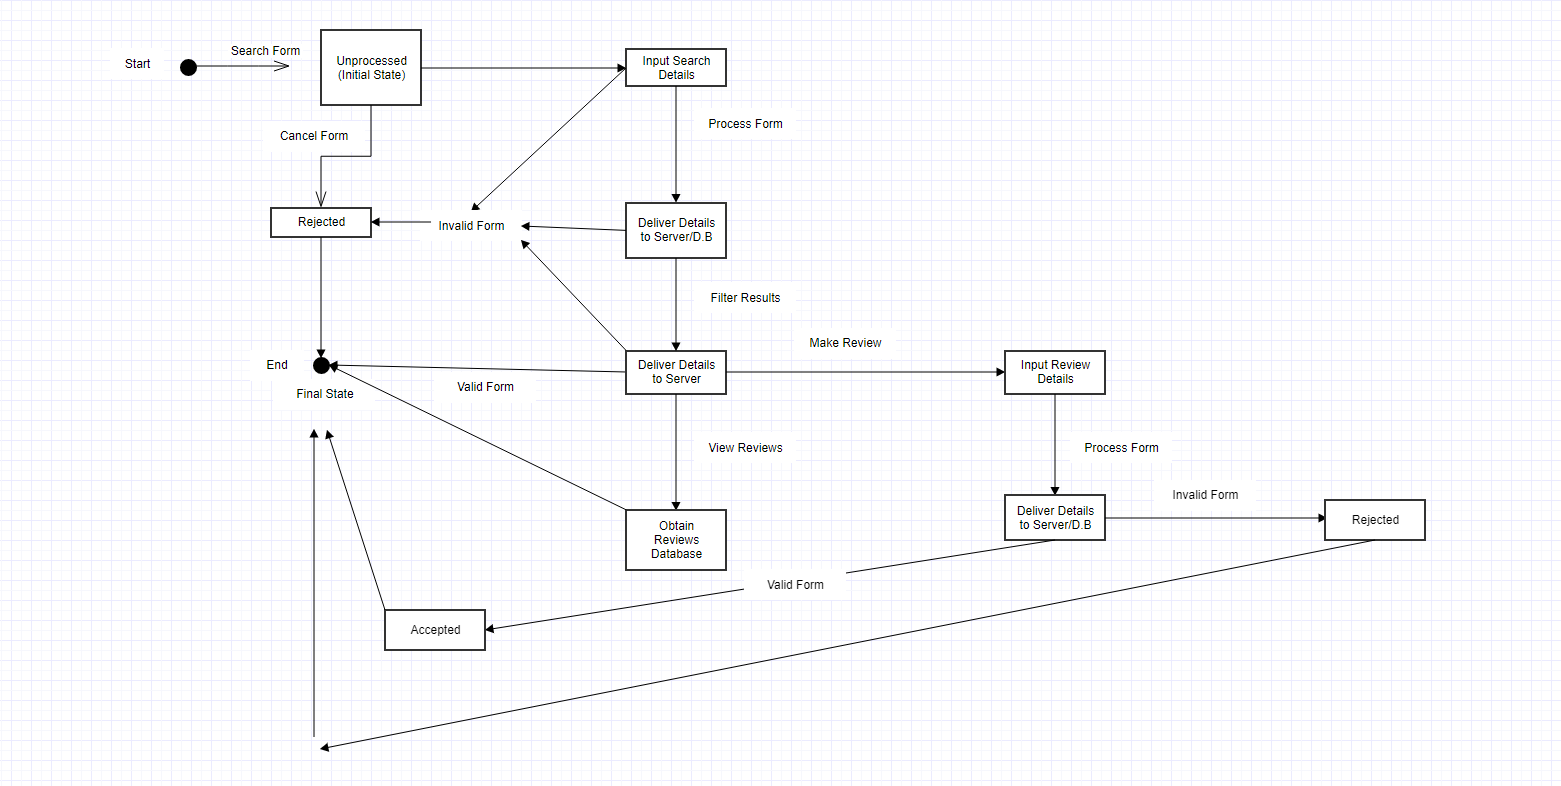 Search Form
Start
Unprocessed
(Initial State)
Input Search
Details
Cancel Form
Process Form
Rejected
Invalid Form
Deliver Details
to Server/D.B
Filter Results
Make Review
End
Final State
Valid Form
Deliver Details
to Server
Input Review
Details
View Reviews
Process Form
Invalid Form
Obtain
Reviews
Database
Deliver Details
to Server/D.B
Rejected
Valid Form
Accepted